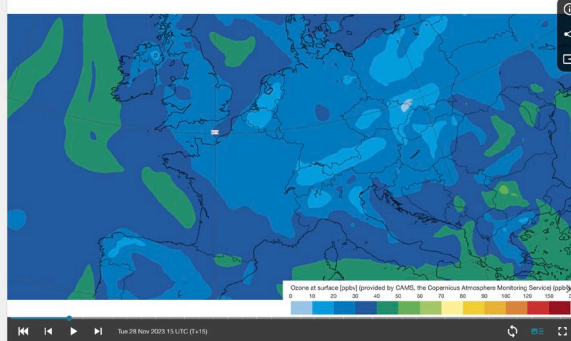 Ozone at surface [ppbv] (provided by CAMS, the Copernicus Atmosphere Monitoring Service) (ppbv
0 10 20 30 40 50 60 70 80 90 100 120 150
Tue 28 Nov 2023 15 UTC (T+15)